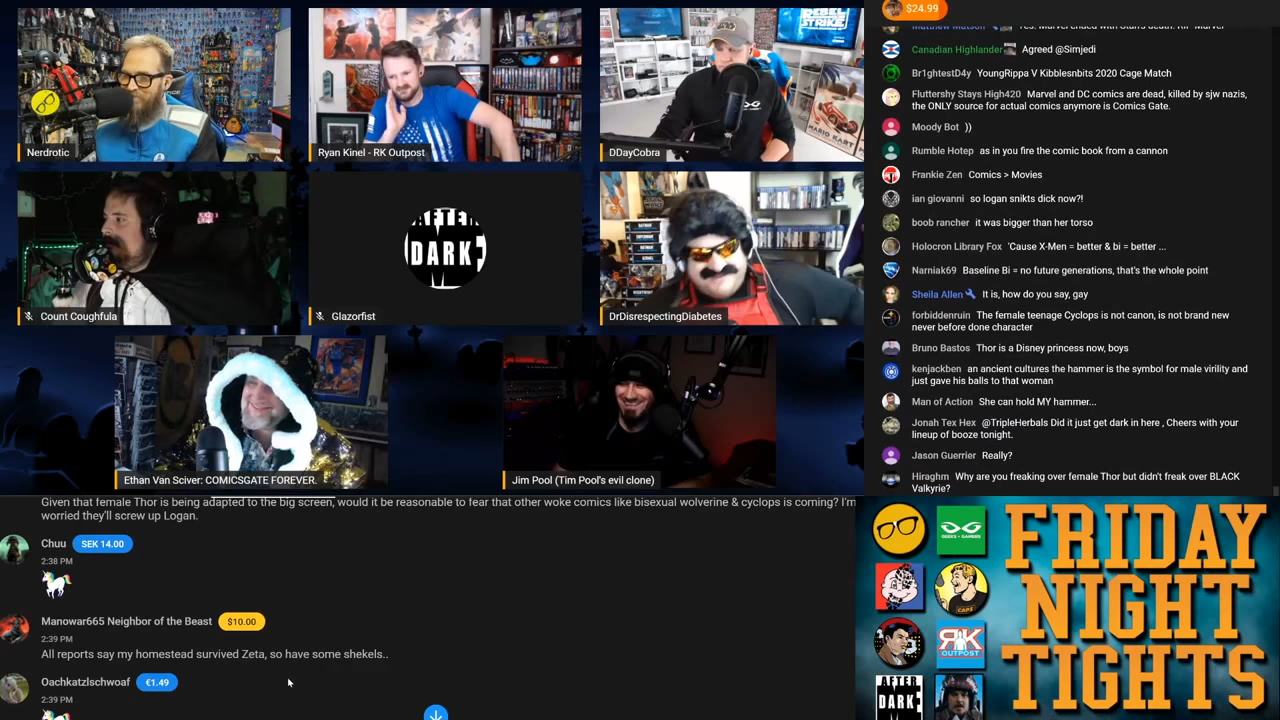 Nerdrotic
Ryan Kinel - RK Outpost
REBEL
STRIKE
MARIO KART
DDayCobra
Count Coughfula
AFTER
DARK
Glazorfist
DrDisrespectingDiabetes
Ethan Van Sciver: COMICSGATE FOREVER.
Jim Pool (Tim Pool's evil clone)
$24.99
Canadian Highlander Agreed @Simjedi
Br1ghtestD4y YoungRippa V Kibblesnbits 2020 Cage Match
Fluttershy Stays High420 Marvel and DC comics are dead, killed by sjw nazis,
the ONLY source for actual comics anymore is Comics Gate.
Moody Bot ))
Rumble Hotep as in you fire the comic book from a cannon
Frankie Zen Comics > Movies
ian giovanni so logan snikts dick now?!
boob rancher it was bigger than her torso
Holocron Library Fox 'Cause X-Men = better & bi = better ...
Narniak69 Baseline Bi = no future generations, that's the whole point
Sheila Allen It is, how do you say, gay
forbiddenruin The female teenage Cyclops is not canon, is not brand new
never before done character
Bruno Bastos Thor is a Disney princess now, boys
kenjackben an ancient cultures the hammer is the symbol for male virility and
just gave his balls to that woman
Man of Action She can hold MY hammer...
Jonah Tex Hex @TripleHerbals Did it just get dark in here , Cheers with your
lineup of booze tonight.
Jason Guerrier Really?
Hiraghm Why are you freaking over female Thor but didn't freak over BLACK
Valkyrie?
Given that female Thor is being adapted to the big screen, would it be reasonable to fear that other woke comics like bisexual wolverine & cyclops is coming? I'm
worried they'll screw up Logan.
Chuu SEK 14.00
2:38 PM
Manowar665 Neighbor of the Beast $10.00
2:39 PM
All reports say my homestead survived Zeta, so have some shekels..
Oachkatzlschwoaf €1.49
2:39 PM
GEEKS + GAMERS
CAPS
RK
OUTPOST
AFTER
DARK
FRIDAY
NIGHT
TIGHTS